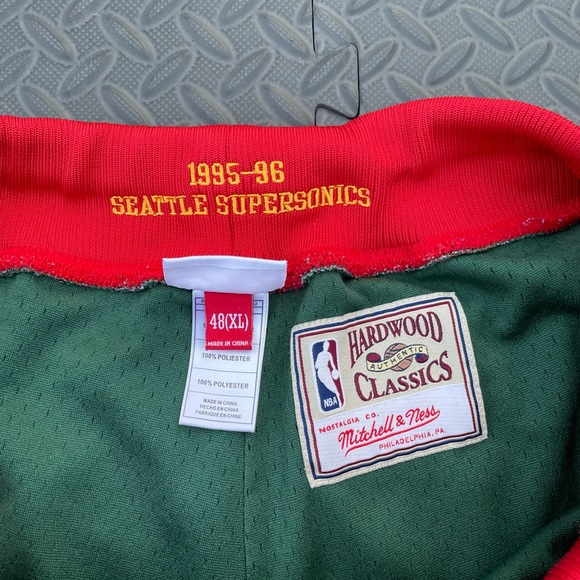 1995-96
SEATTLE SUPERSONICS
48(XL)
MADE IN CHINA
100% POLYESTER
100% POLYESTER
MADE IN CHINA
HECHO EN CHINA
FABRIQUÉ EN CHINE
HARDWOOD
AUTHENTIC
CLASSICS
NBA
NOSTALGIA CO.
Mitchell & Ness
PHILADELPHIA, PA.